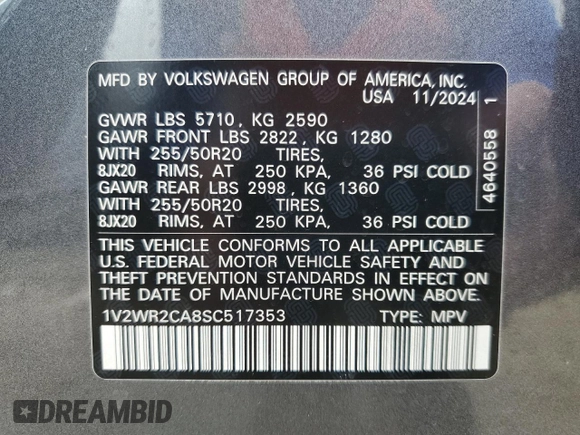 MFD BY VOLKSWAGEN GROUP OF AMERICA, INC.
USA 11/2024
GVWR LBS 5710, KG 2590
GAWR FRONT LBS 2822, KG 1280
WITH 255/50R20 TIRES,
8JX20 RIMS, AT 250 KPA, 36 PSI COLD
GAWR REAR LBS 2998, KG 1360
WITH 255/50R20 TIRES,
8JX20 RIMS, AT 250 KPA, 36 PSI COLD
THIS VEHICLE CONFORMS TO ALL APPLICABLE
U.S. FEDERAL MOTOR VEHICLE SAFETY AND
THEFT PREVENTION STANDARDS IN EFFECT ON
THE DATE OF MANUFACTURE SHOWN ABOVE.
1V2WR2CA8SC517353 TYPE: MPV
4640558 1
DREAMBID